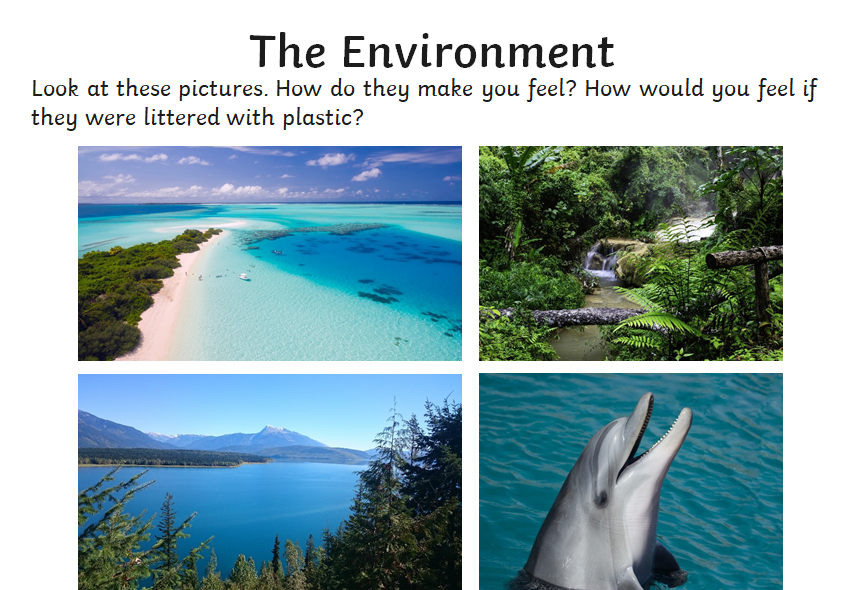 The Environment
Look at these pictures. How do they make you feel? How would you feel if
they were littered with plastic?